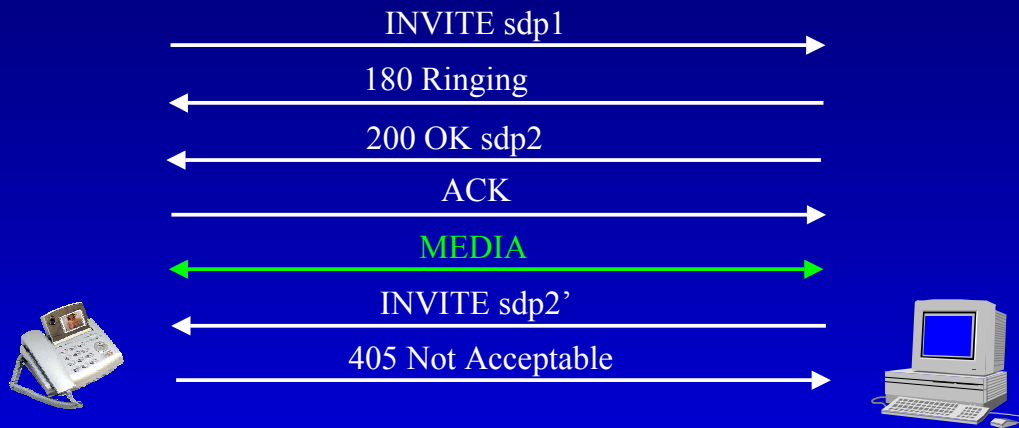 INVITE sdp1
180 Ringing
200 OK sdp2
ACK
MEDIA
INVITE sdp2’
405 Not Acceptable